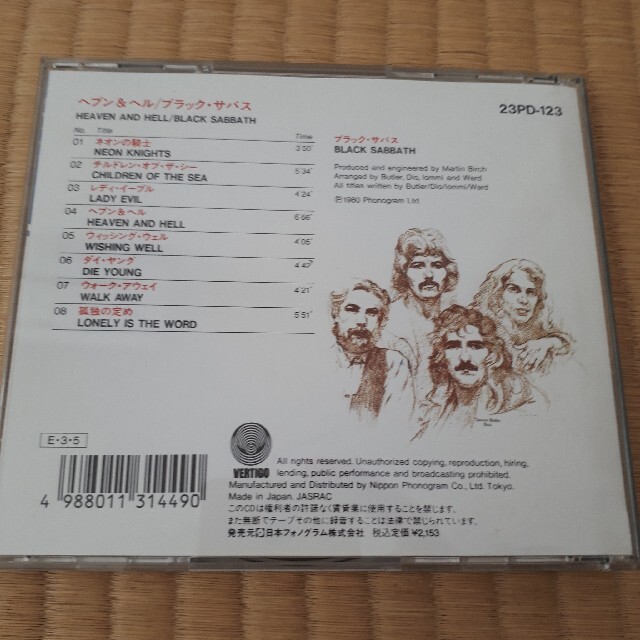 ヘブン＆ヘル/ブラック・サバス
HEAVEN AND HELL/BLACK SABBATH
23PD-123
No. Title Time
01 ネオンの騎士
NEON KNIGHTS 3'50"
02 チルドレン・オブ・ザ・シー
CHILDREN OF THE SEA 5'34"
03 レディ・イーブル
LADY EVIL 4'24"
04 ヘブン＆ヘル
HEAVEN AND HELL 6'56"
05 ウィッシング・ウェル
WISHING WELL 4'05"
06 ダイ・ヤング
DIE YOUNG 4'42"
07 ウォーク・アウェイ
WALK AWAY 4'21"
08 孤独の定め
LONELY IS THE WORD 5'51"
ブラック・サバス
BLACK SABBATH
Produced and engineered by Martin Birch
Arranged by Butler, Dio, Iommi and Ward
All titles written by Butler/Dio/Iommi/Ward
Ⓟ1980 Phonogram Ltd.
E・3・5
4 988011 314490
VERTIGO
All rights reserved. Unauthorized copying, reproduction, hiring,
lending, public performance and broadcasting prohibited.
Manufactured and Distributed by Nippon Phonogram Co., Ltd. Tokyo.
Made in Japan. JASRAC
このCDは権利者の許諾なく賃貸業に使用することを禁じます。
また無断でテープその他に録音することは法律で禁じられています。
発売元 日本フォノグラム株式会社 税込定価¥2,153